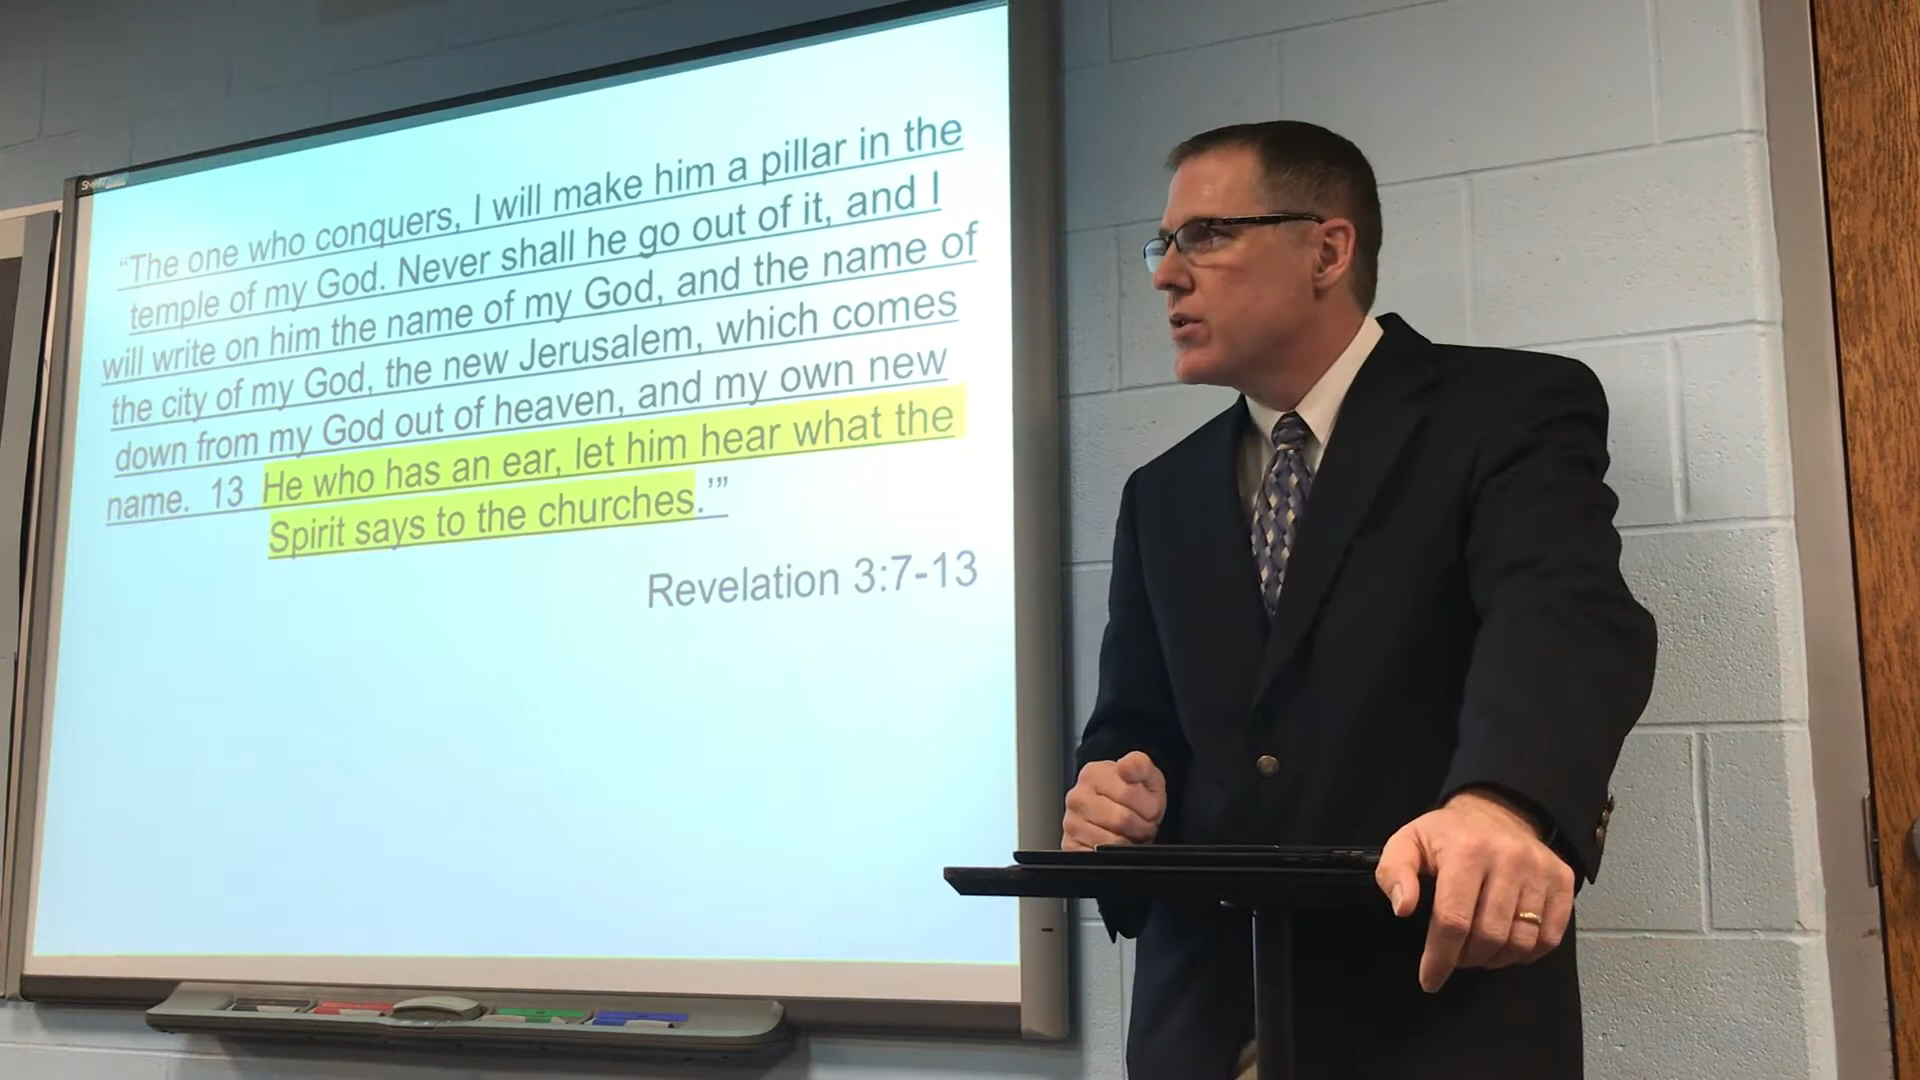 SMART
“The one who conquers, I will make him a pillar in the
temple of my God. Never shall he go out of it, and I
will write on him the name of my God, and the name of
the city of my God, the new Jerusalem, which comes
down from my God out of heaven, and my own new
name.  13  He who has an ear, let him hear what the
Spirit says to the churches.’”
Revelation 3:7-13